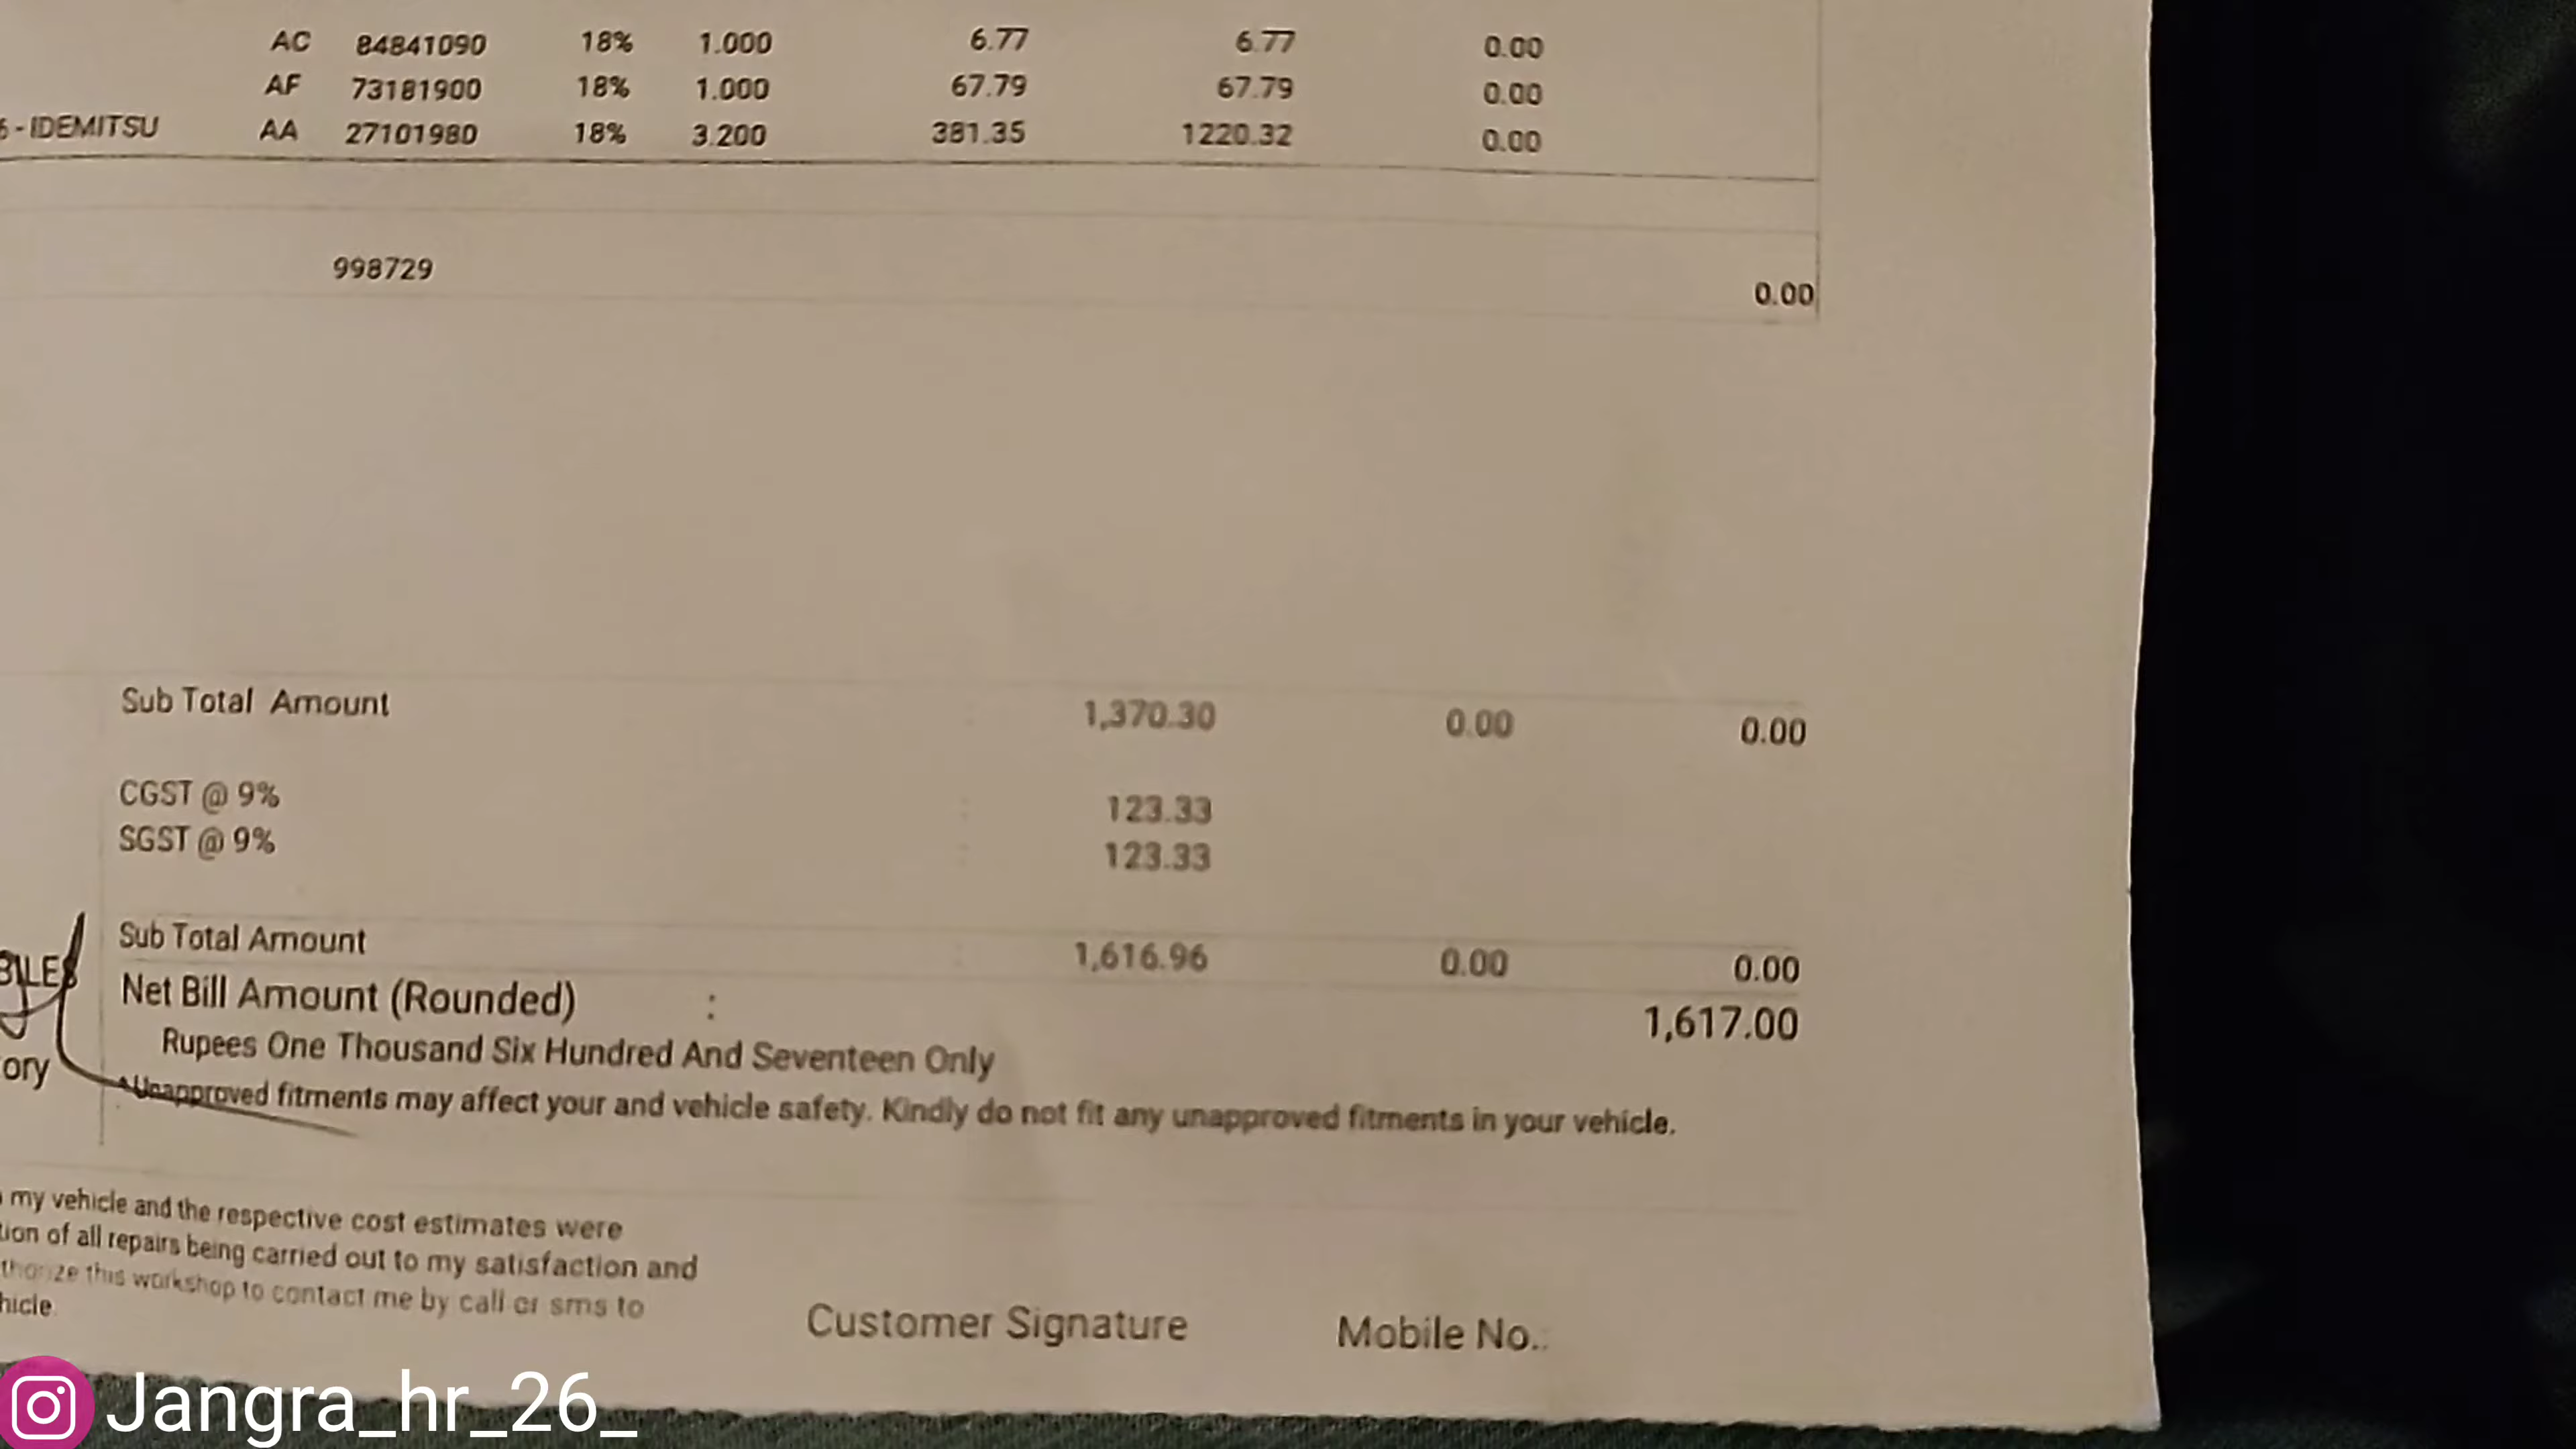 AC 84841090 18% 1.000 6.77 6.77 0.00
AF 73181900 18% 1.000 67.79 67.79 0.00
6 - IDEMITSU AA 27101980 18% 3.200 381.35 1220.32 0.00
998729 0.00
Sub Total Amount : 1,370.30 0.00 0.00
CGST @ 9% : 123.33
SGST @ 9% : 123.33
Sub Total Amount : 1,616.96 0.00 0.00
BILES
Net Bill Amount (Rounded) : 1,617.00
Rupees One Thousand Six Hundred And Seventeen Only
ory
*Unapproved fitments may affect your and vehicle safety. Kindly do not fit any unapproved fitments in your vehicle.
my vehicle and the respective cost estimates were
tion of all repairs being carried out to my satisfaction and
thorize this workshop to contact me by call or sms to
hicle.
Customer Signature Mobile No.:
Jangra_hr_26_